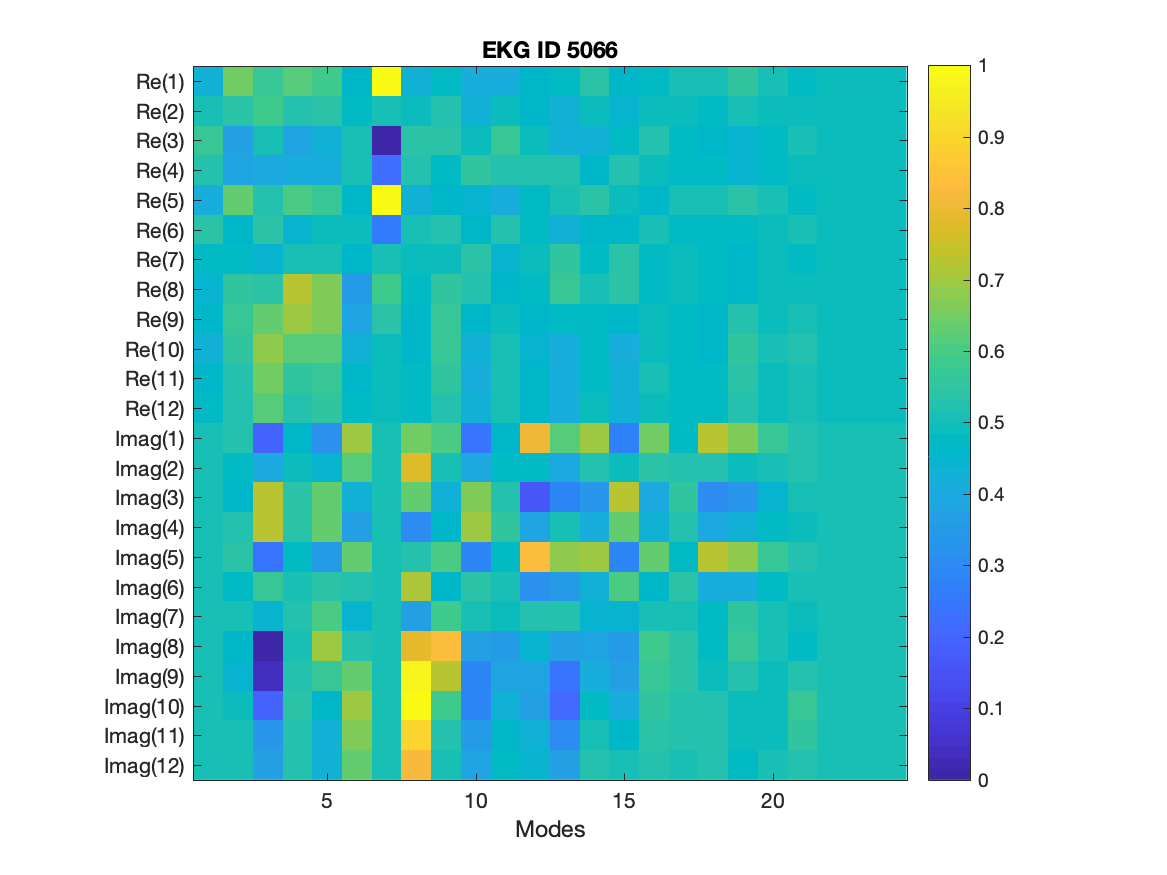 EKG ID 5066
Re(1)
Re(2)
Re(3)
Re(4)
Re(5)
Re(6)
Re(7)
Re(8)
Re(9)
Re(10)
Re(11)
Re(12)
Imag(1)
Imag(2)
Imag(3)
Imag(4)
Imag(5)
Imag(6)
Imag(7)
Imag(8)
Imag(9)
Imag(10)
Imag(11)
Imag(12)
5 10 15 20
Modes
1
0.9
0.8
0.7
0.6
0.5
0.4
0.3
0.2
0.1
0